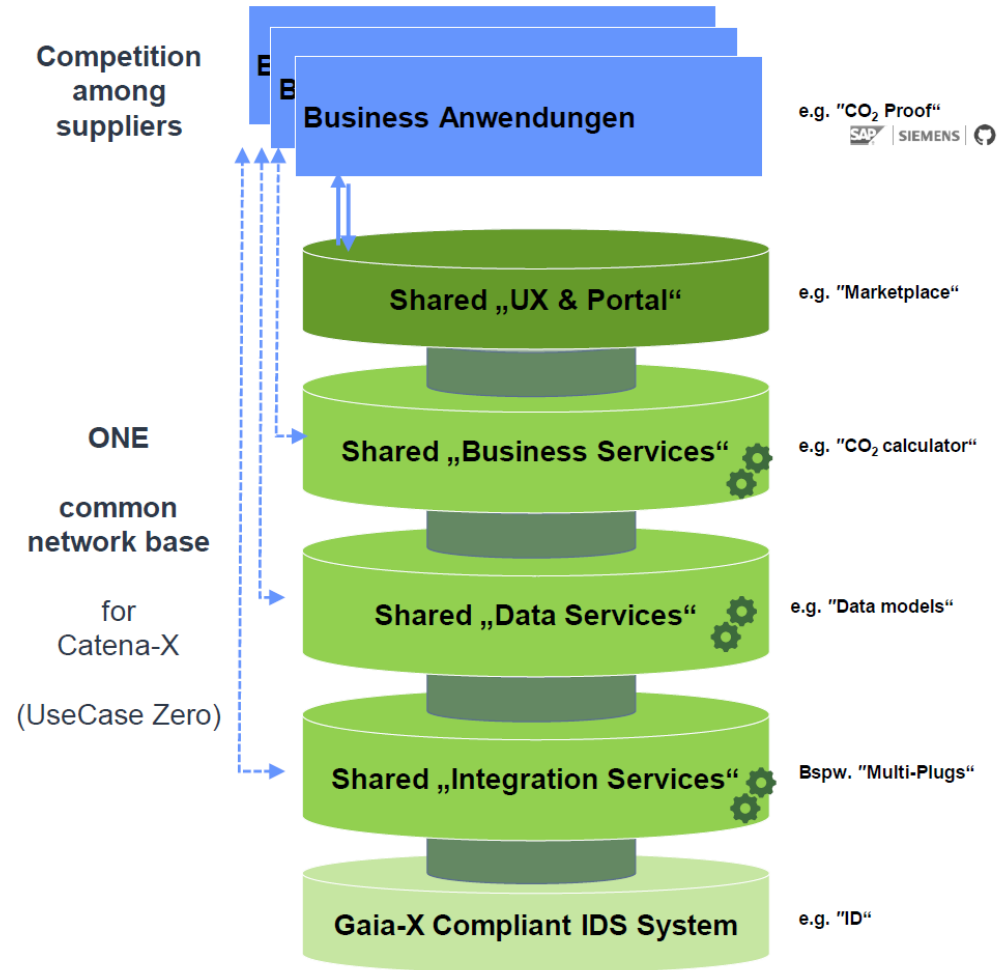 Competition
among
suppliers
E
B
Business Anwendungen
e.g. "CO₂ Proof“
SAP | SIEMENS |
Shared „UX & Portal“
e.g. "Marketplace“
ONE
common
network base
for
Catena-X
(UseCase Zero)
Shared „Business Services“
e.g. "CO₂ calculator“
Shared „Data Services“
e.g. "Data models“
Shared „Integration Services“
Bspw. "Multi-Plugs“
Gaia-X Compliant IDS System
e.g. "ID“